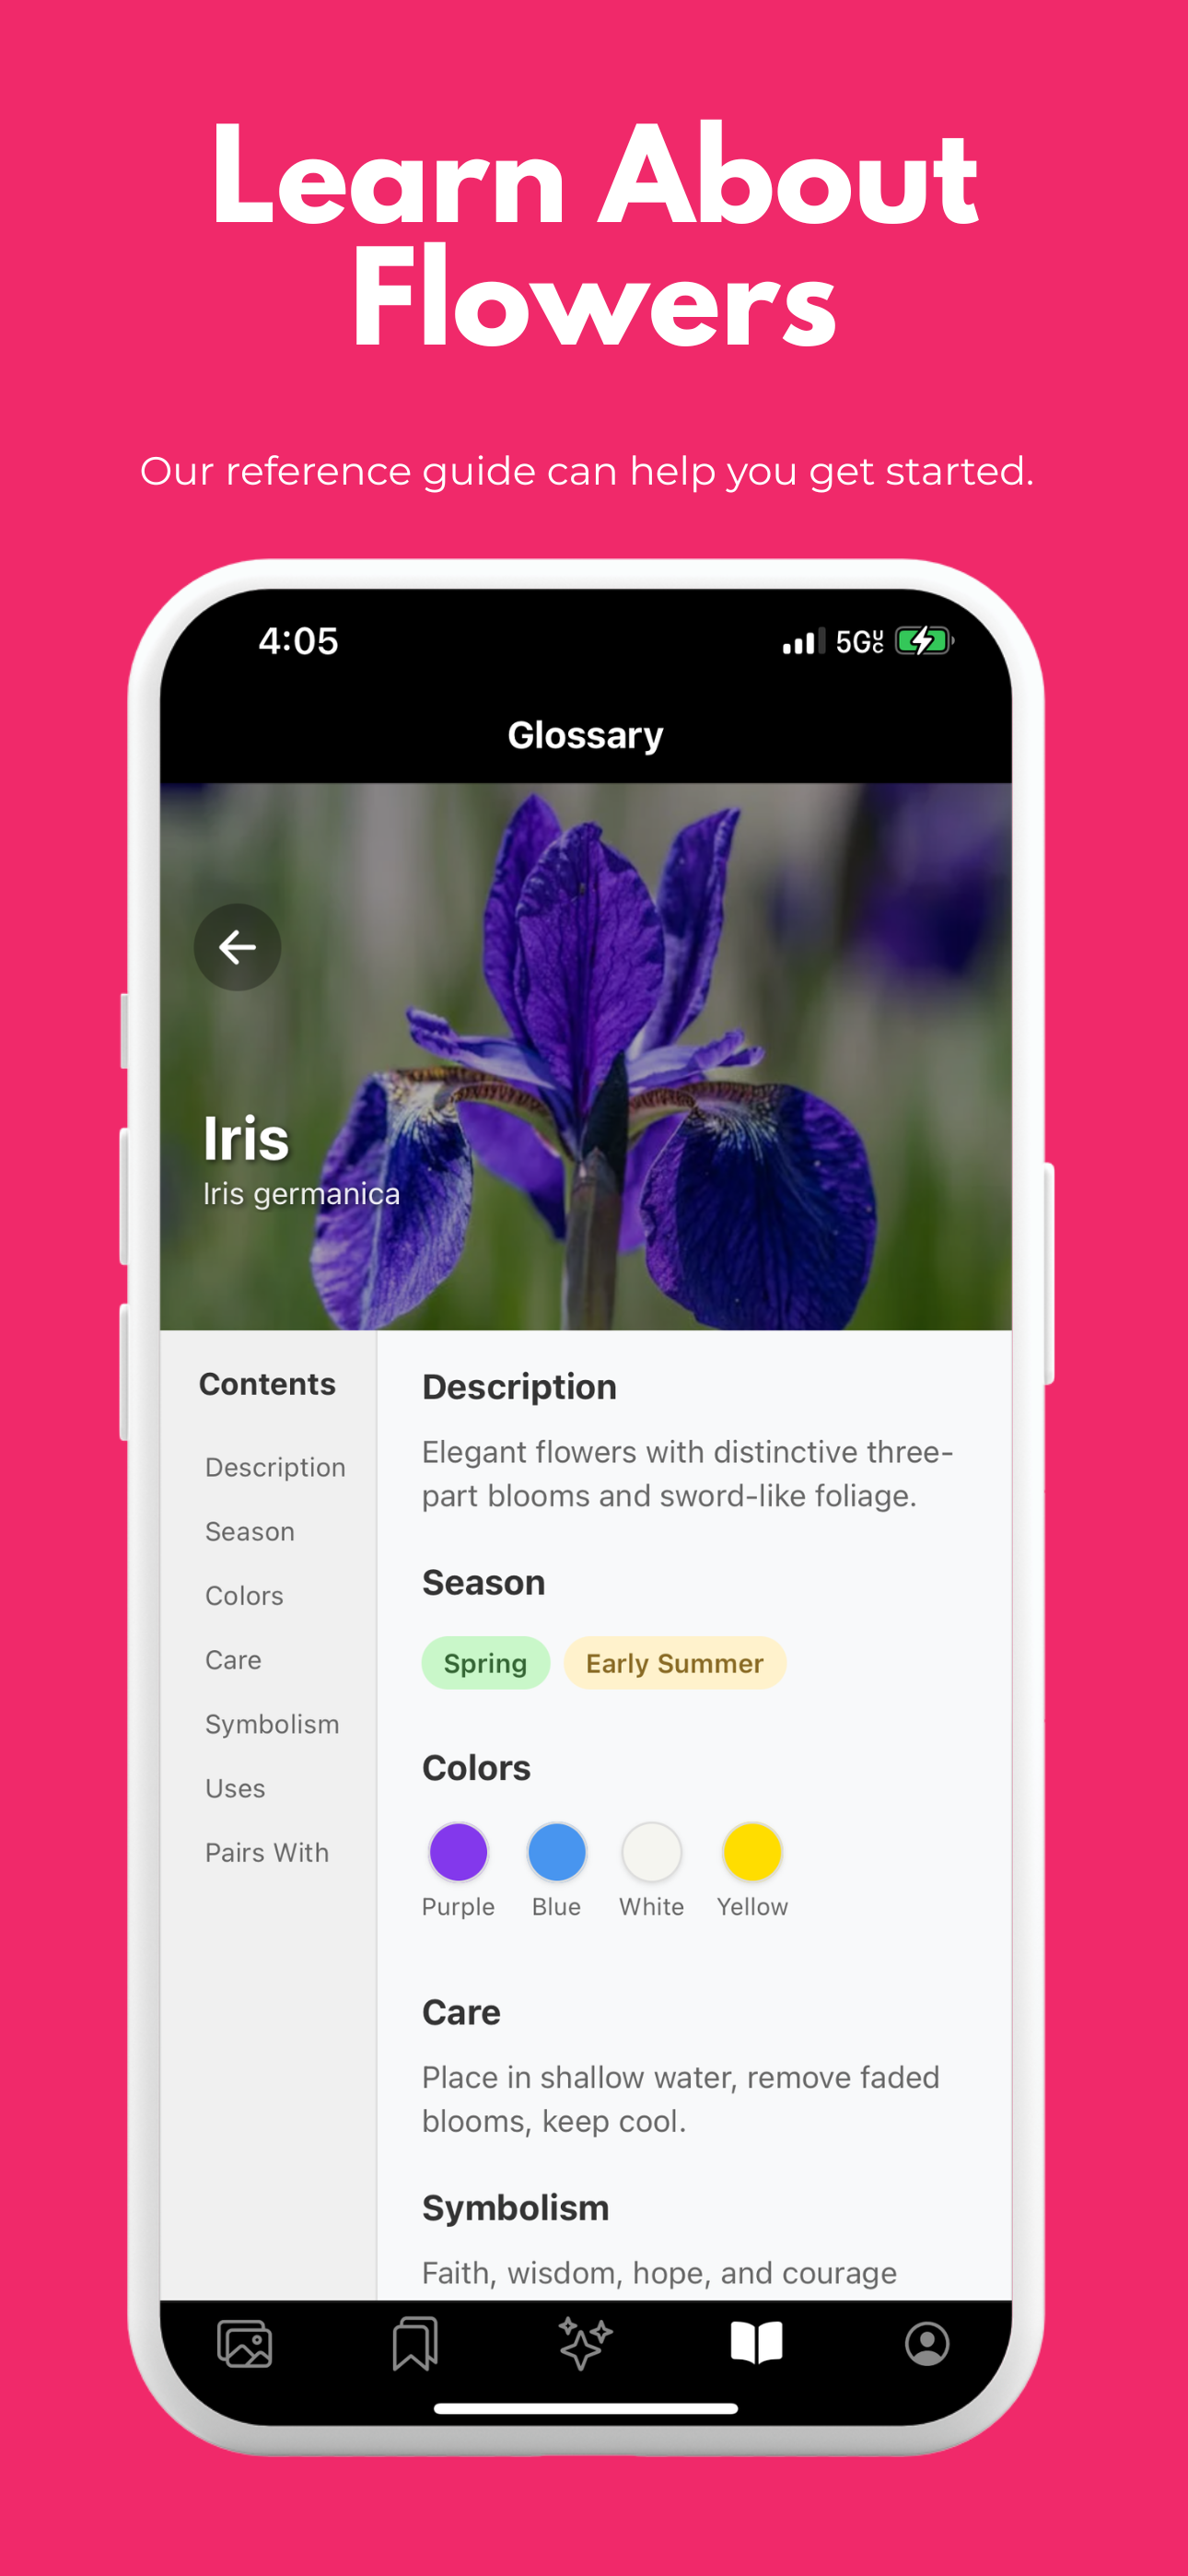 Learn About
Flowers
Our reference guide can help you get started.
4:05
5GUC
Glossary
Iris
Iris germanica
Contents
Description
Season
Colors
Care
Symbolism
Uses
Pairs With
Description
Elegant flowers with distinctive three-
part blooms and sword-like foliage.
Season
Spring Early Summer
Colors
Purple Blue White Yellow
Care
Place in shallow water, remove faded
blooms, keep cool.
Symbolism
Faith, wisdom, hope, and courage